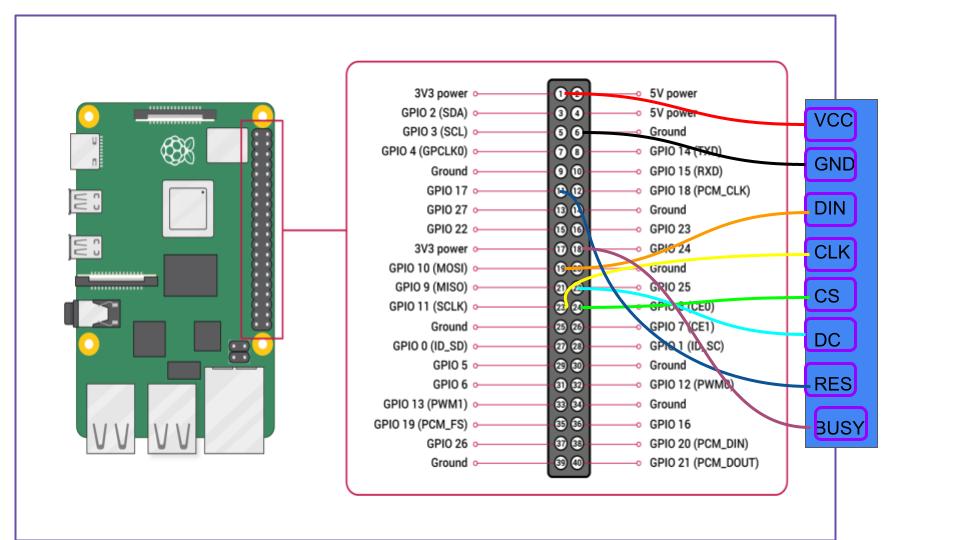 3V3 power 1 2 5V power
GPIO 2 (SDA) 3 4 5V power
GPIO 3 (SCL) 5 6 Ground
GPIO 4 (GPCLK0) 7 8 GPIO 14 (TXD)
Ground 9 10 GPIO 15 (RXD)
GPIO 17 11 12 GPIO 18 (PCM_CLK)
GPIO 27 13 14 Ground
GPIO 22 15 16 GPIO 23
3V3 power 17 18 GPIO 24
GPIO 10 (MOSI) 19 20 Ground
GPIO 9 (MISO) 21 22 GPIO 25
GPIO 11 (SCLK) 23 24 GPIO 8 (CE0)
Ground 25 26 GPIO 7 (CE1)
GPIO 0 (ID_SD) 27 28 GPIO 1 (ID_SC)
GPIO 5 29 30 Ground
GPIO 6 31 32 GPIO 12 (PWM0)
GPIO 13 (PWM1) 33 34 Ground
GPIO 19 (PCM_FS) 35 36 GPIO 16
GPIO 26 37 38 GPIO 20 (PCM_DIN)
Ground 39 40 GPIO 21 (PCM_DOUT)
VCC
GND
DIN
CLK
CS
DC
RES
BUSY